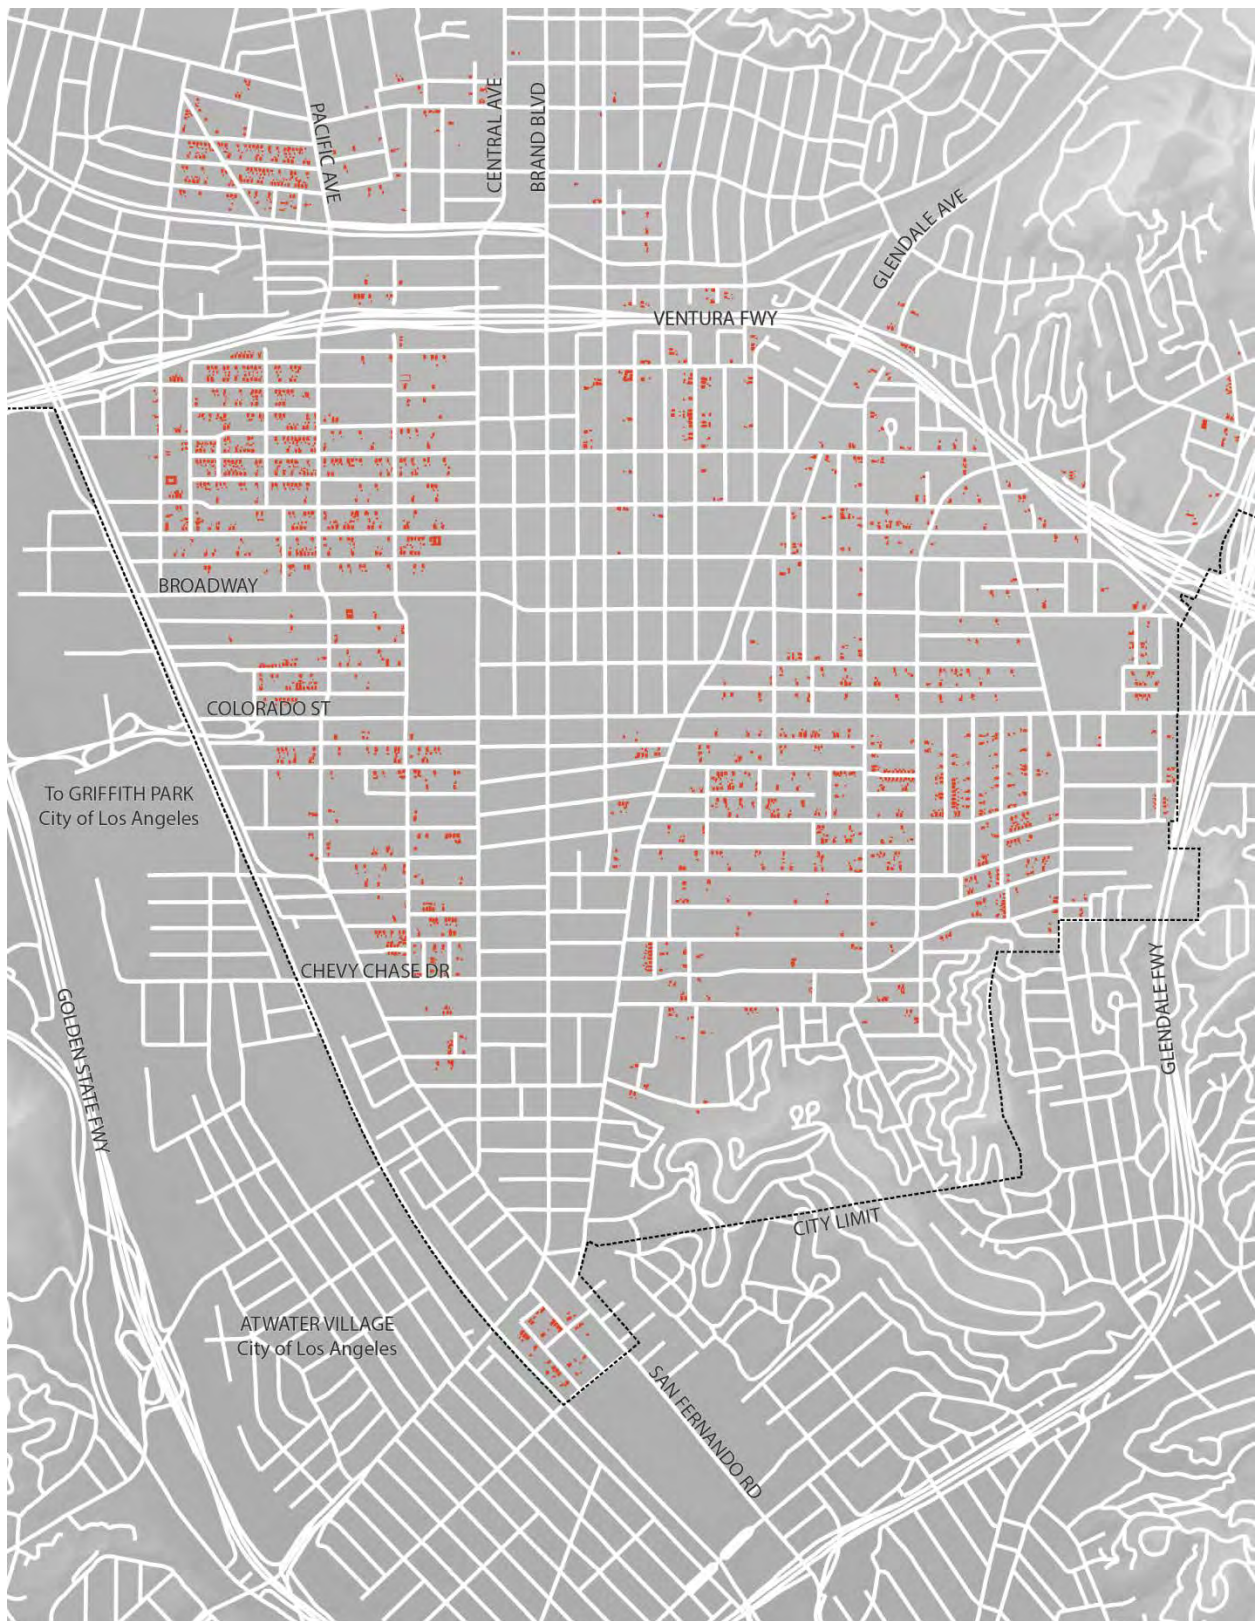 PACIFIC AVE
CENTRAL AVE
BRAND BLVD
GLENDALE AVE
VENTURA FWY
BROADWAY
COLORADO ST
To GRIFFITH PARK
City of Los Angeles
CHEVY CHASE DR
GOLDEN STATE FWY
GLENDALE FWY
CITY LIMIT
ATWATER VILLAGE
City of Los Angeles
SAN FERNANDO RD